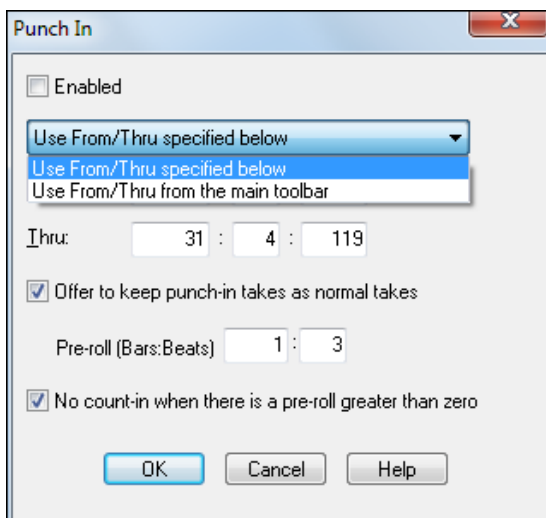 Punch In
Enabled
Use From/Thru specified below
Use From/Thru specified below
Use From/Thru from the main toolbar
Thru: 31 : 4 : 119
Offer to keep punch-in takes as normal takes
Pre-roll (Bars:Beats) 1 : 3
No count-in when there is a pre-roll greater than zero
OK Cancel Help